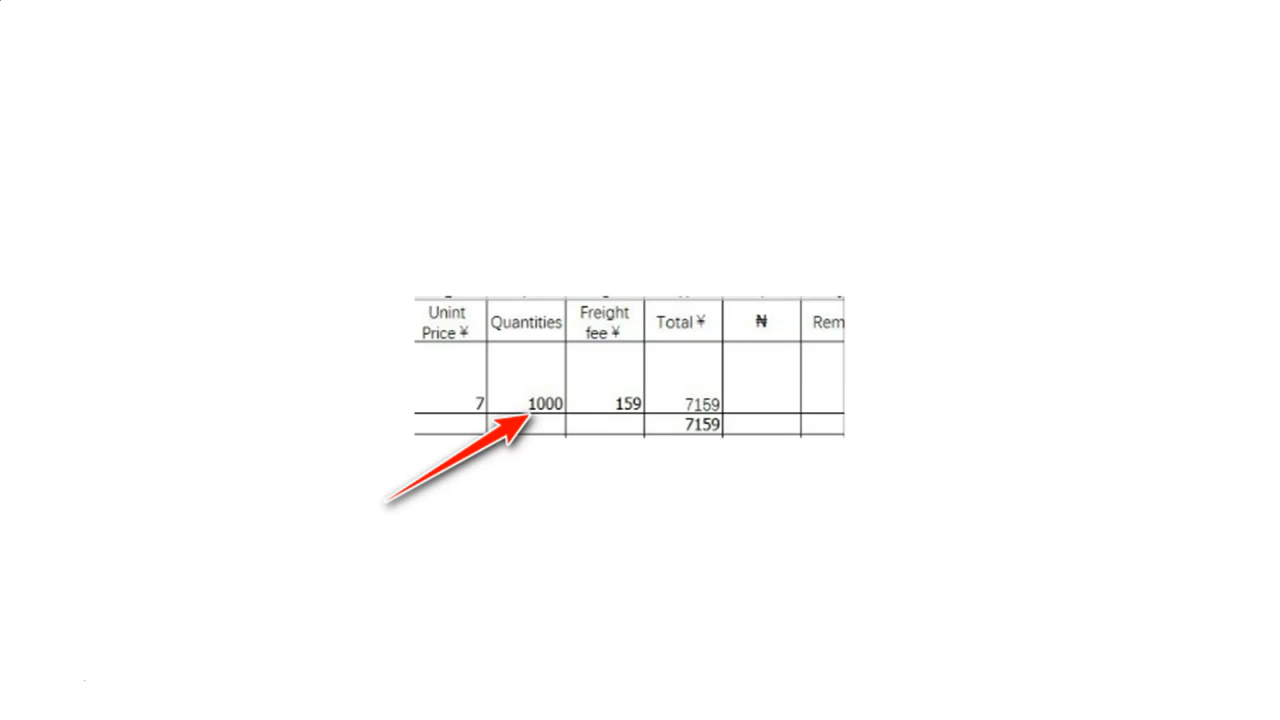 Unint Price ¥ Quantities Freight fee ¥ Total ¥ ₦ Rem
7 1000 159 7159
7159